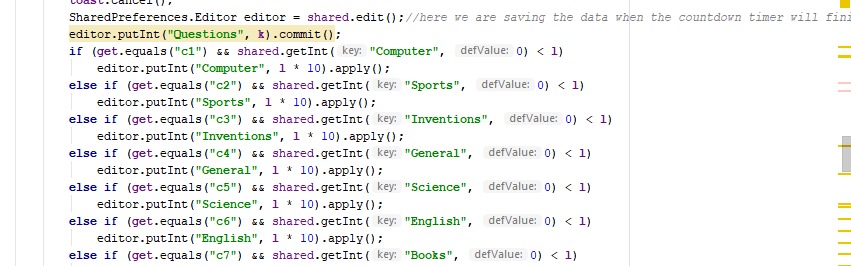 toast.cancel();
SharedPreferences.Editor editor = shared.edit();//here we are saving the data when the countdown timer will fini
editor.putInt("Questions", k).commit();
if (get.equals("c1") && shared.getInt( key: "Computer", defValue: 0) < l)
editor.putInt("Computer", l * 10).apply();
else if (get.equals("c2") && shared.getInt( key: "Sports", defValue: 0) < l)
editor.putInt("Sports", l * 10).apply();
else if (get.equals("c3") && shared.getInt( key: "Inventions", defValue: 0) < l)
editor.putInt("Inventions", l * 10).apply();
else if (get.equals("c4") && shared.getInt( key: "General", defValue: 0) < l)
editor.putInt("General", l * 10).apply();
else if (get.equals("c5") && shared.getInt( key: "Science", defValue: 0) < l)
editor.putInt("Science", l * 10).apply();
else if (get.equals("c6") && shared.getInt( key: "English", defValue: 0) < l)
editor.putInt("English", l * 10).apply();
else if (get.equals("c7") && shared.getInt( key: "Books", defValue: 0) < l)